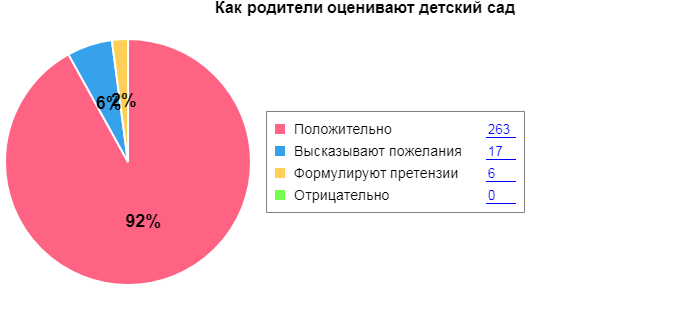 Как родители оценивают детский сад
6%
2%
92%
Положительно 263
Высказывают пожелания 17
Формулируют претензии 6
Отрицательно 0